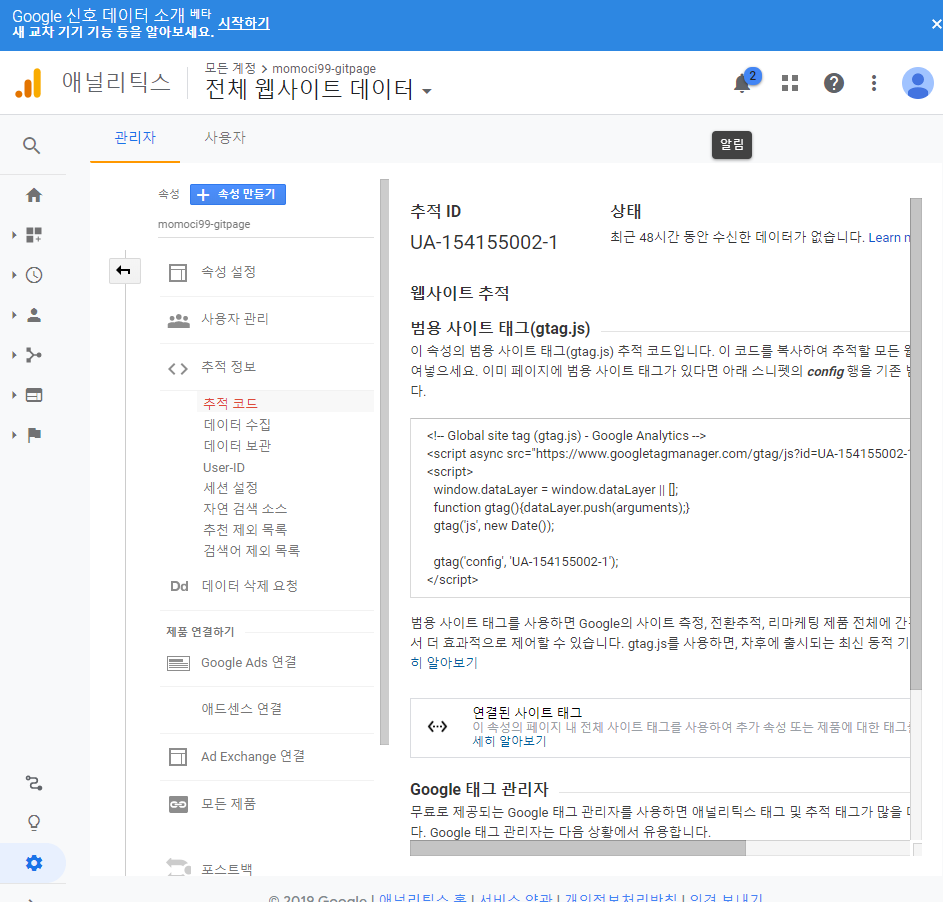 Google 신호 데이터 소개 베타
새 교차 기기 기능 등을 알아보세요. 시작하기
애널리틱스
모든 계정 > momoci99-gitpage
전체 웹사이트 데이터
2
관리자
사용자
알림
속성
+ 속성 만들기
momoci99-gitpage
속성 설정
사용자 관리
추적 정보
추적 코드
데이터 수집
데이터 보관
User-ID
세션 설정
자연 검색 소스
추천 제외 목록
검색어 제외 목록
Dd 데이터 삭제 요청
제품 연결하기
Google Ads 연결
애드센스 연결
Ad Exchange 연결
모든 제품
포스트백
추적 ID
UA-154155002-1
상태
최근 48시간 동안 수신한 데이터가 없습니다. Learn
웹사이트 추적
범용 사이트 태그(gtag.js)
이 속성의 범용 사이트 태그(gtag.js) 추적 코드입니다. 이 코드를 복사하여 추적할 모든
여넣으세요. 이미 페이지에 범용 사이트 태그가 있다면 아래 스니펫의 config 행을 기존
다.
<!-- Global site tag (gtag.js) - Google Analytics -->
<script async src="https://www.googletagmanager.com/gtag/js?id=UA-154155002-
<script>
window.dataLayer = window.dataLayer || [];
function gtag(){dataLayer.push(arguments);}
gtag('js', new Date());
gtag('config', 'UA-154155002-1');
</script>
범용 사이트 태그를 사용하면 Google의 사이트 측정, 전환추적, 리마케팅 제품 전체에
서 더 효과적으로 제어할 수 있습니다. gtag.js를 사용하면, 차후에 출시되는 최신 동적 기
히 알아보기
연결된 사이트 태그
이 속성의 페이지 내 전체 사이트 태그를 사용하여 추가 속성 또는 제품에 대한 태그
세히 알아보기
Google 태그 관리자
무료로 제공되는 Google 태그 관리자를 사용하면 애널리틱스 태그 및 추적 태그가 많을
다. Google 태그 관리자는 다음 상황에서 유용합니다.
© 2019 Google | 애널리틱스 홈 | 서비스 약관 | 개인정보처리방침 | 의견 보내기